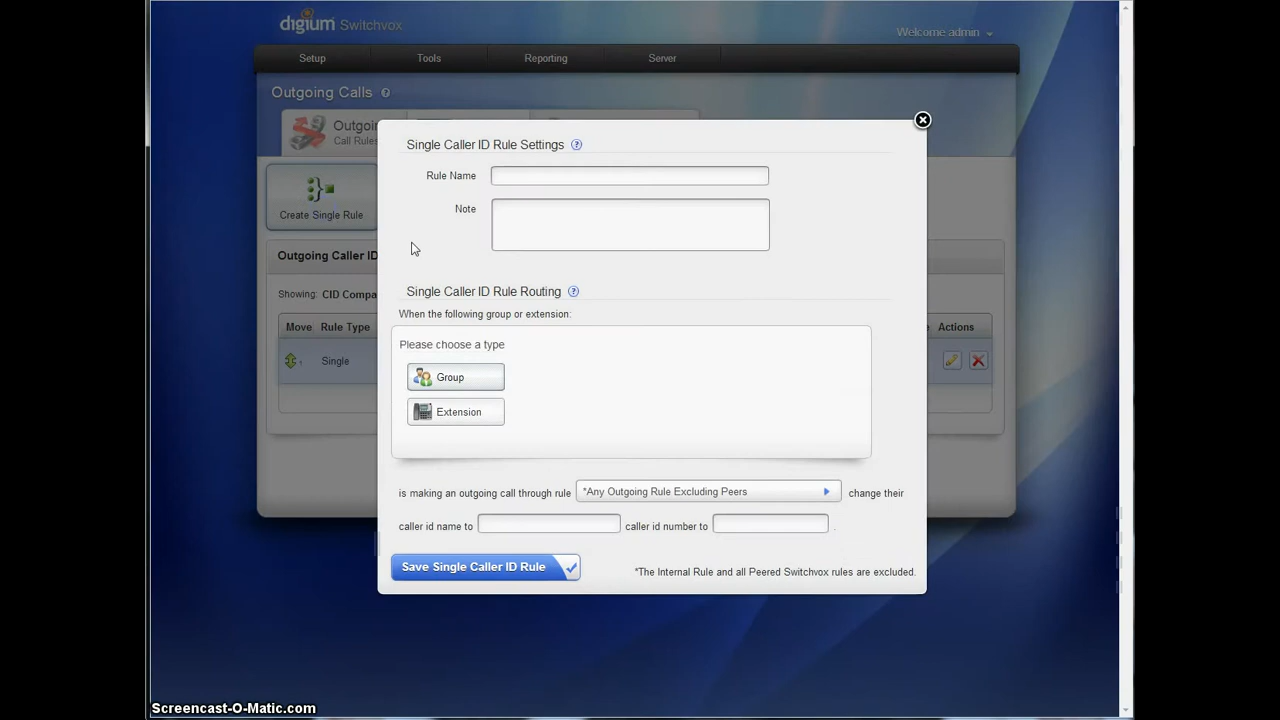 digium Switchvox
Welcome admin
Setup Tools Reporting Server
Outgoing Calls ?
Outgoi
Call Rules
Create Single Rule
Outgoing Caller ID
Showing: CID Compa
Move Rule Type Actions
1 Single
Single Caller ID Rule Settings ?
Rule Name
Note
Single Caller ID Rule Routing ?
When the following group or extension:
Please choose a type
Group
Extension
is making an outgoing call through rule *Any Outgoing Rule Excluding Peers change their
caller id name to caller id number to .
Save Single Caller ID Rule
*The Internal Rule and all Peered Switchvox rules are excluded.
Screencast-O-Matic.com